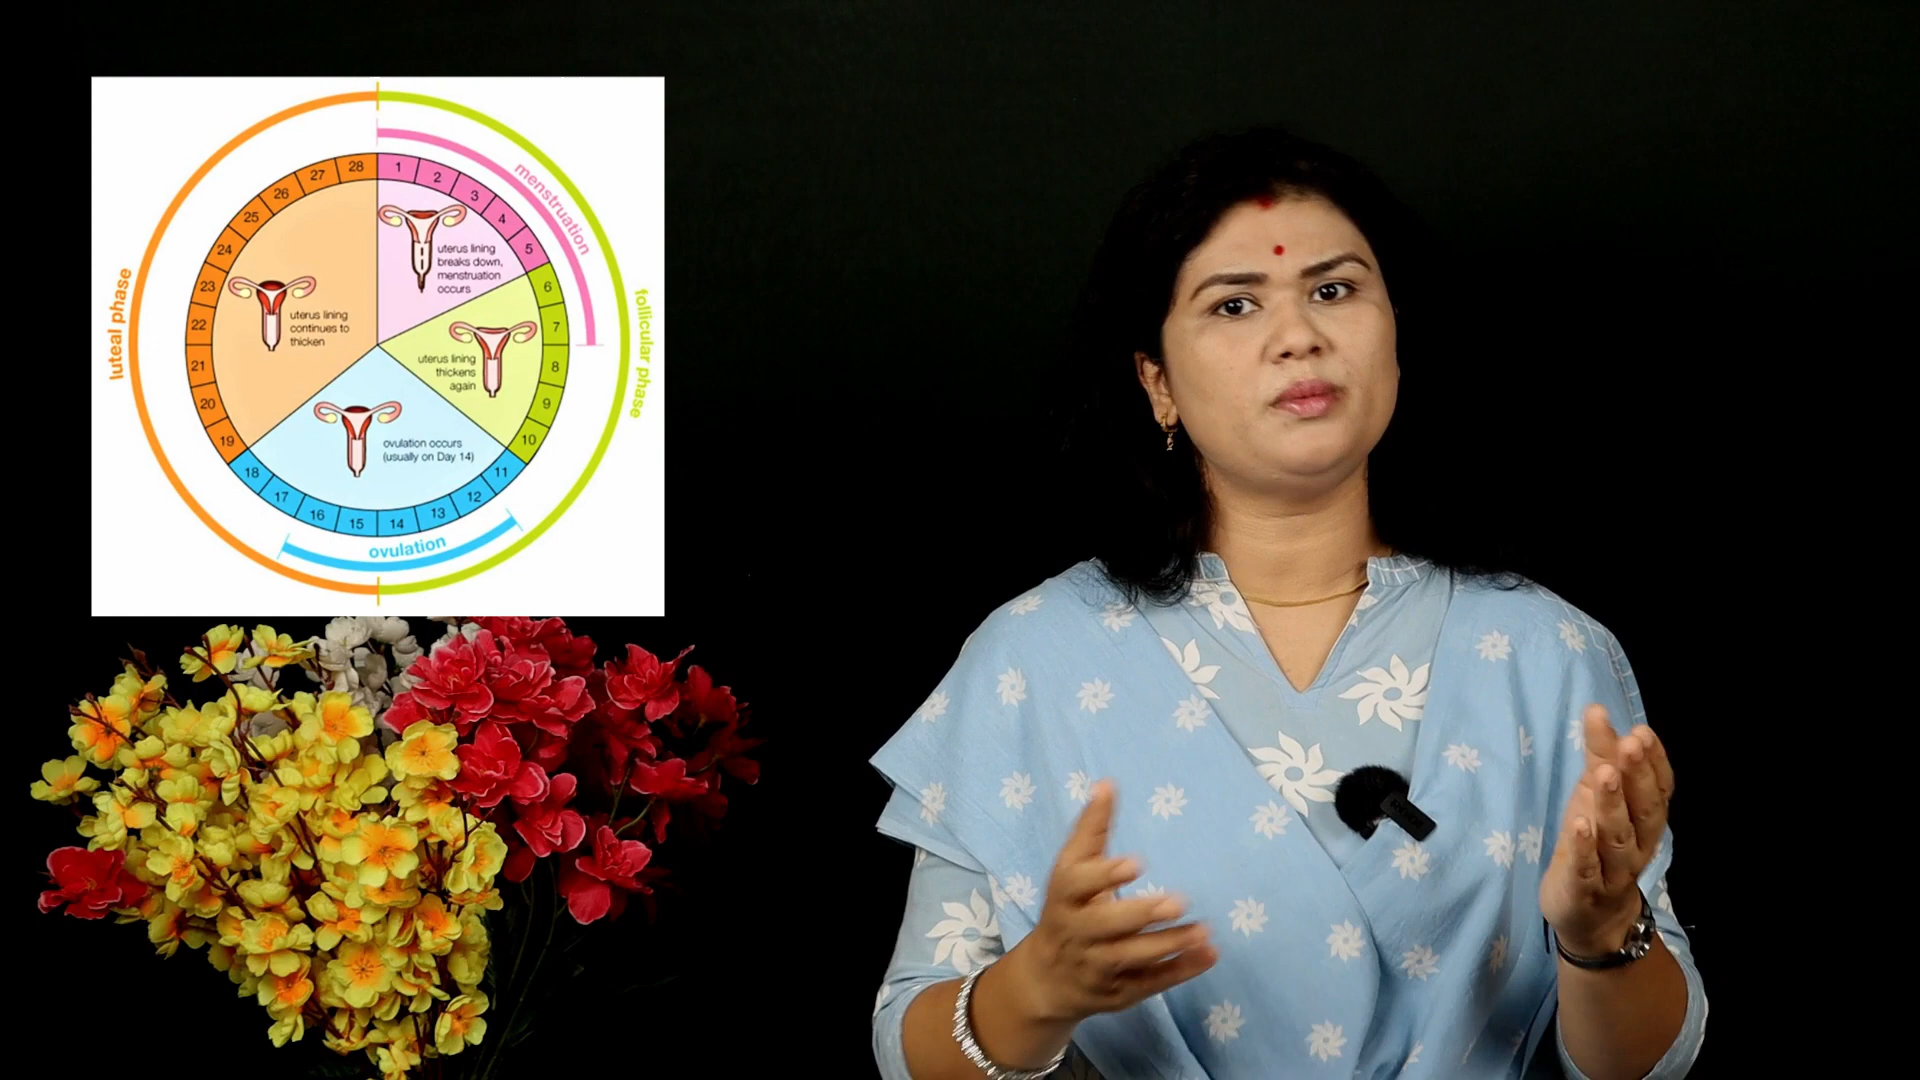 luteal phase
menstruation
follicular phase
ovulation
28
1
2
3
4
5
6
7
8
9
10
11
12
13
14
15
16
17
18
19
20
21
22
23
24
25
26
27
uterus lining
breaks down,
menstruation
occurs
uterus lining
thickens
again
ovulation occurs
(usually on Day 14)
uterus lining
continues to
thicken